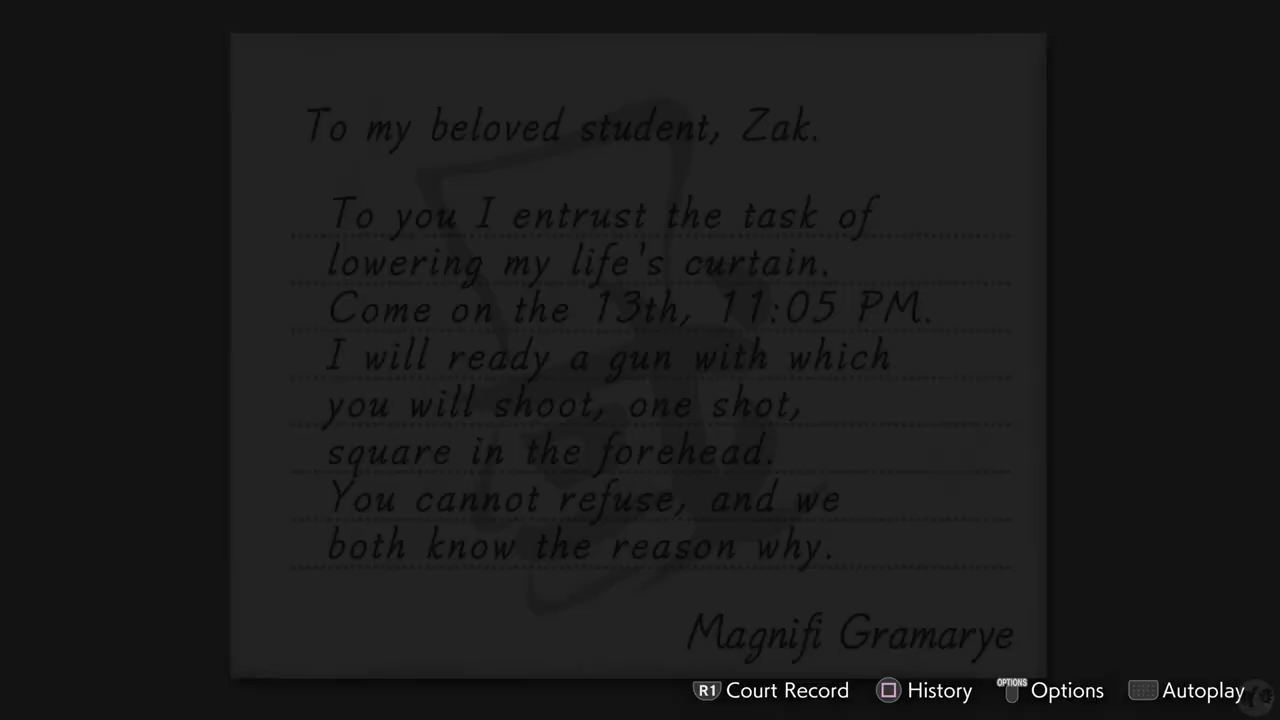 To my beloved student, Zak.
To you I entrust the task of
lowering my life's curtain.
Come on the 13th, 11:05 PM.
I will ready a gun with which
you will shoot, one shot,
square in the forehead.
You cannot refuse, and we
both know the reason why.
Magnifi Gramarye
R1 Court Record History OPTIONS Options Autoplay